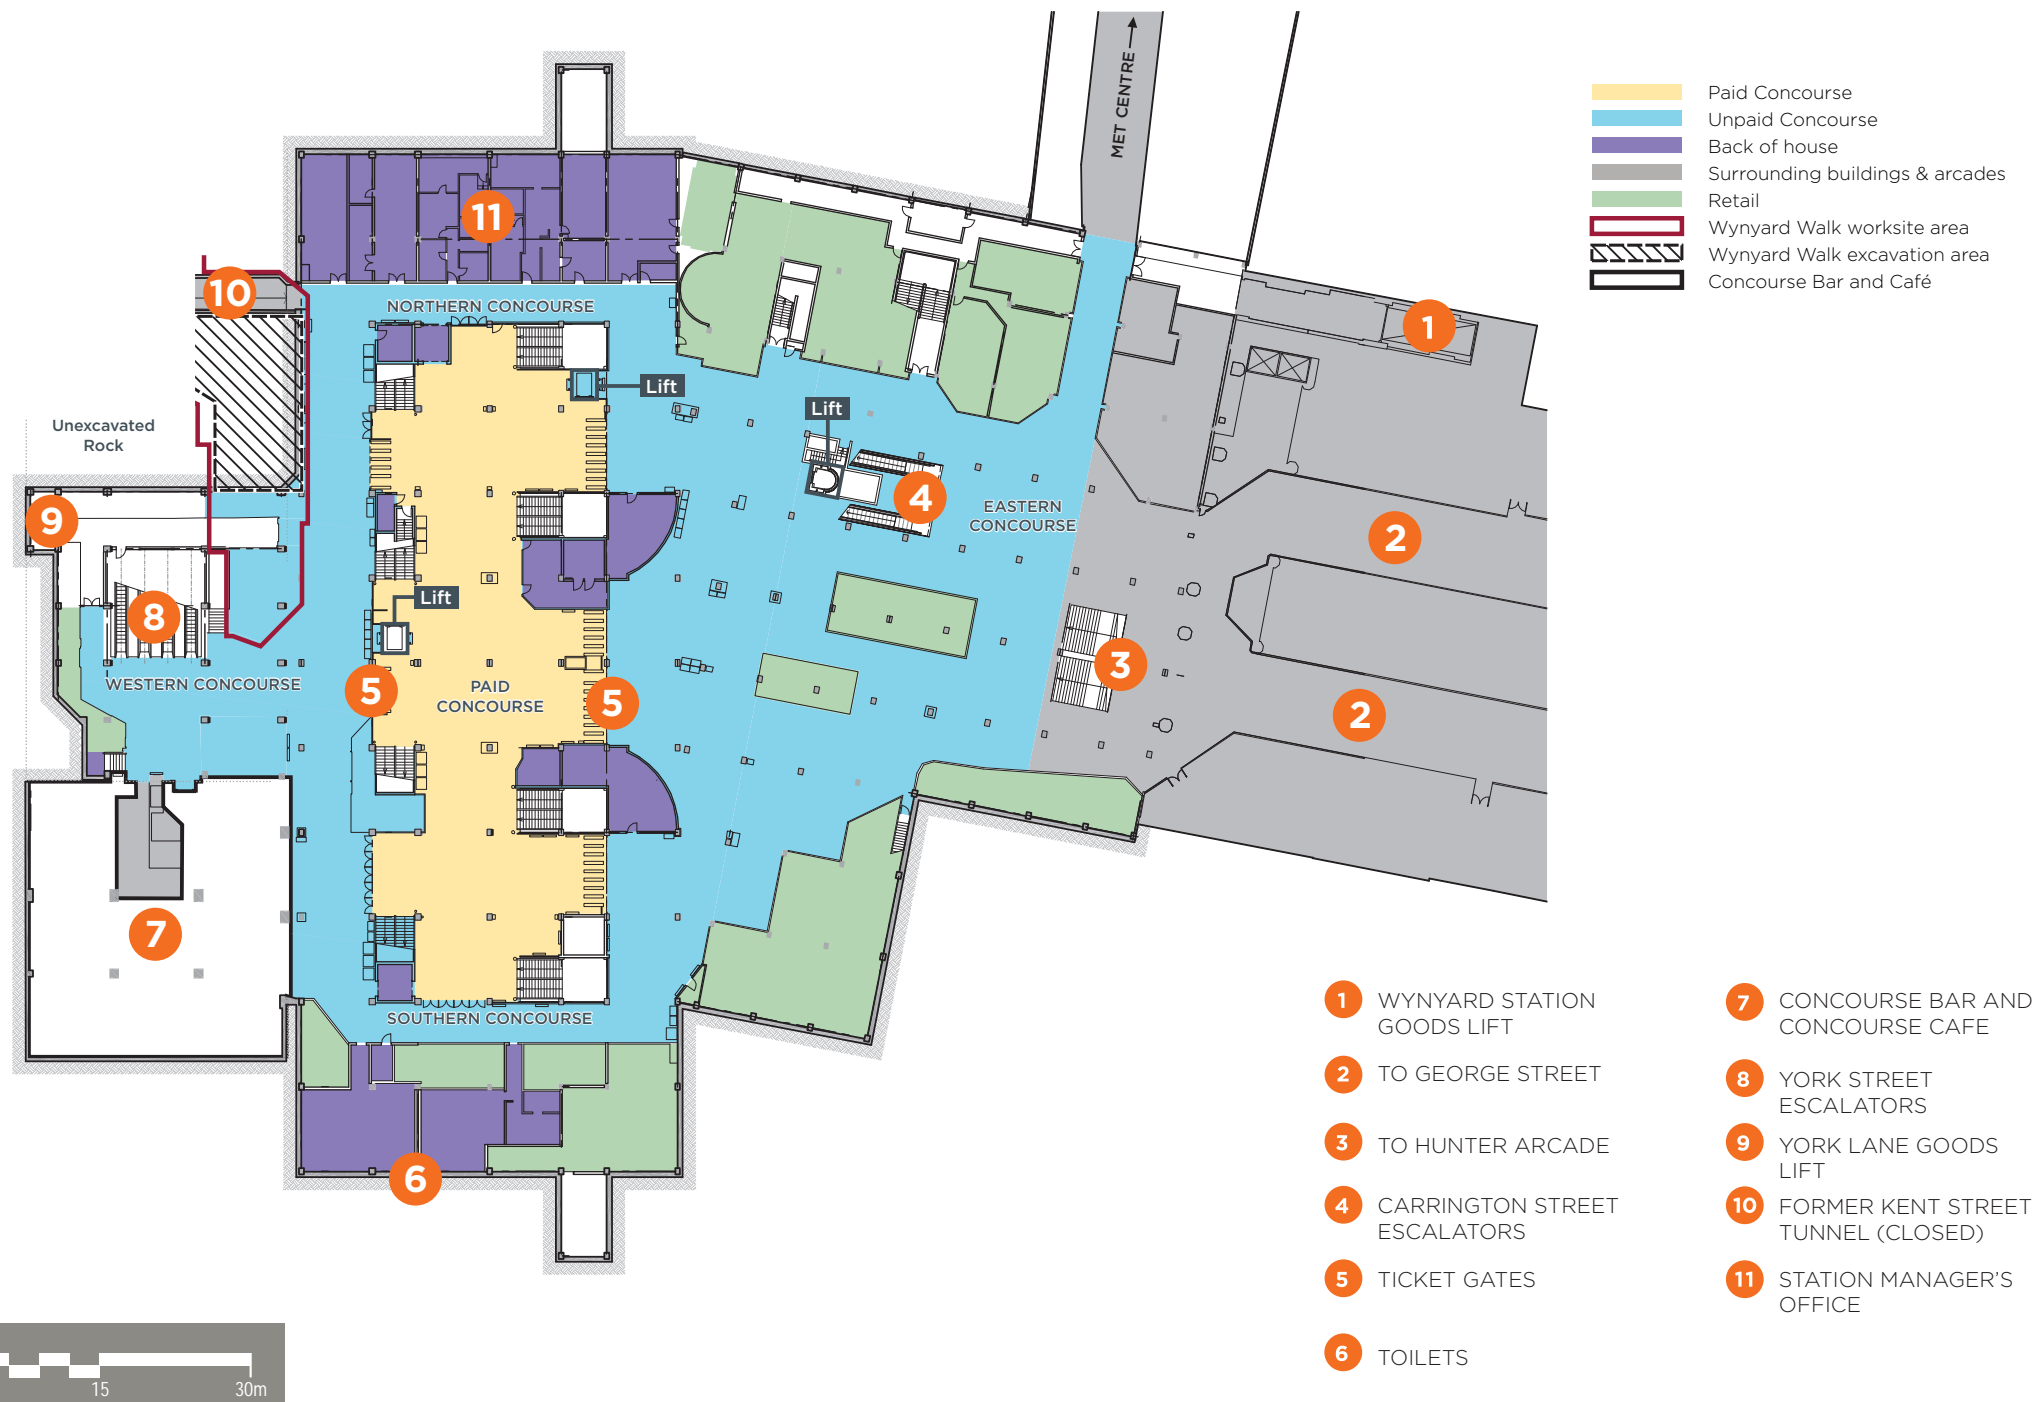 MET CENTRE
Paid Concourse
Unpaid Concourse
Back of house
Surrounding buildings & arcades
Retail
Wynyard Walk worksite area
Wynyard Walk excavation area
Concourse Bar and Café
11
10
NORTHERN CONCOURSE
1
Lift
Lift
Unexcavated
Rock
9
4
EASTERN
CONCOURSE
2
8
Lift
3
WESTERN CONCOURSE
5
PAID
CONCOURSE
5
2
7
SOUTHERN CONCOURSE
6
1 WYNYARD STATION
GOODS LIFT
2 TO GEORGE STREET
3 TO HUNTER ARCADE
4 CARRINGTON STREET
ESCALATORS
5 TICKET GATES
6 TOILETS
7 CONCOURSE BAR AND
CONCOURSE CAFE
8 YORK STREET
ESCALATORS
9 YORK LANE GOODS
LIFT
10 FORMER KENT STREET
TUNNEL (CLOSED)
11 STATION MANAGER'S
OFFICE
15 30m